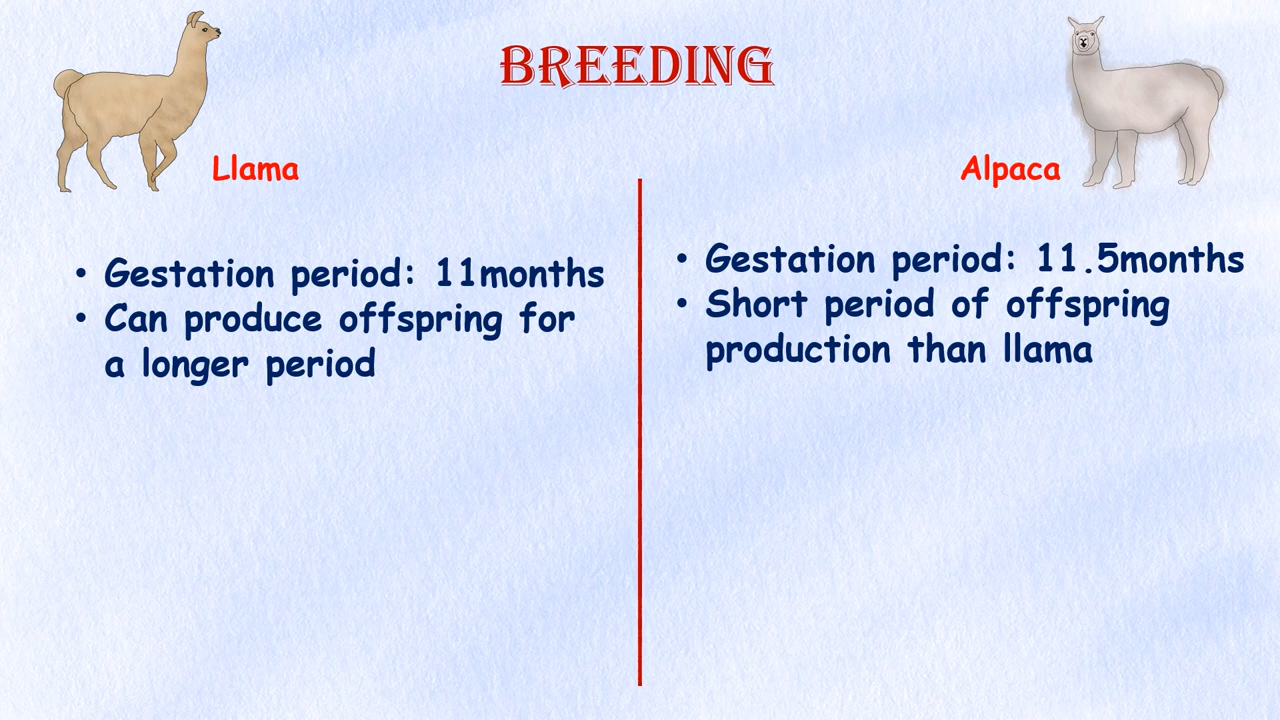 BREEDING
Llama
Alpaca
• Gestation period: 11months
• Can produce offspring for
a longer period
• Gestation period: 11.5months
• Short period of offspring
production than llama